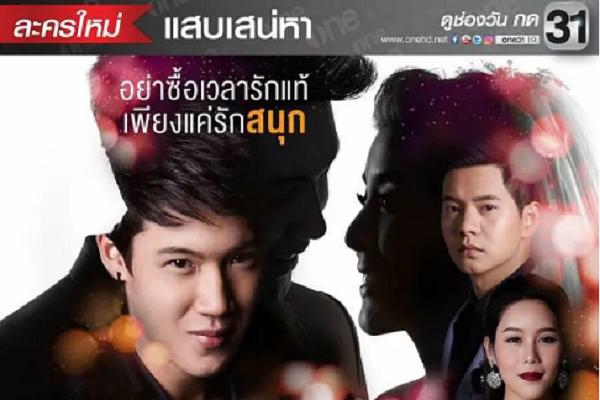 ละครใหม่ แสบเสน่หา ดูช่องวัน กด 31
www.onehd.net one31
อย่าซื้อเวลารักแท้
เพียงแค่รักสนุก